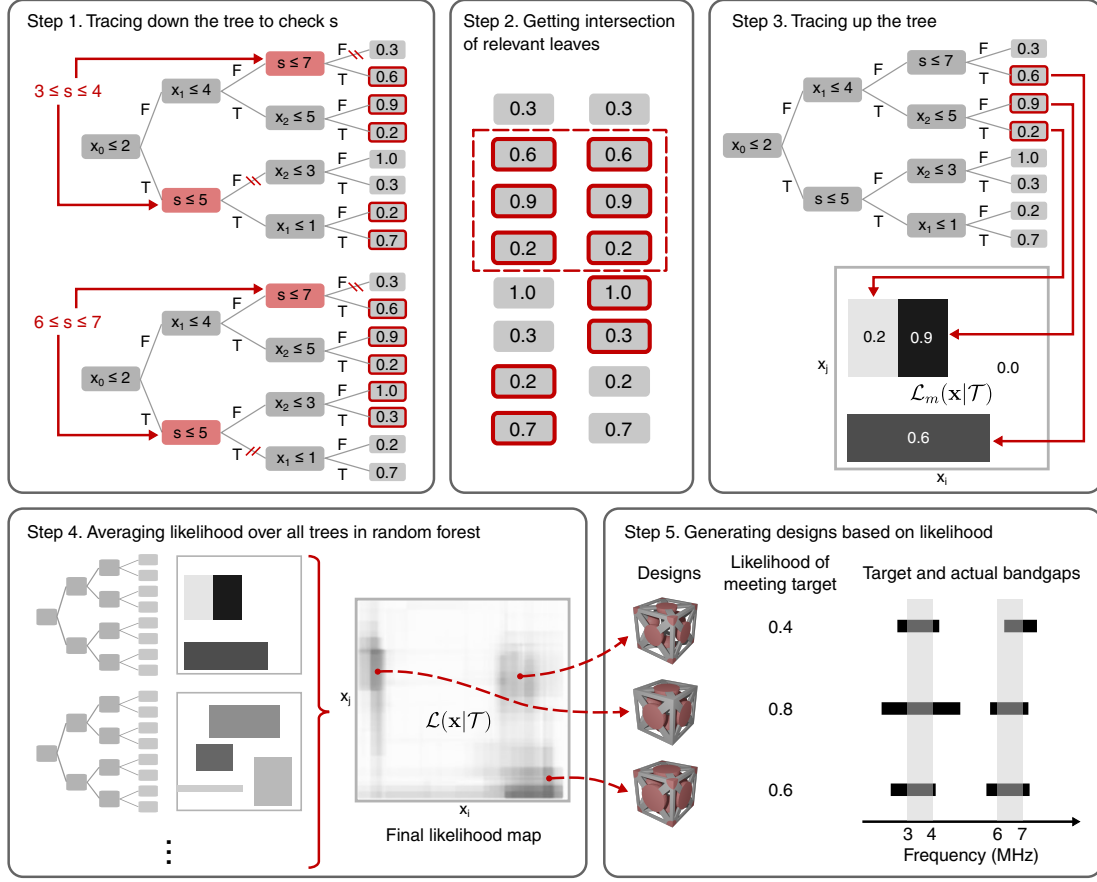 Step 1. Tracing down the tree to check s
3 ≤ s ≤ 4
x0 ≤ 2
F
T
x1 ≤ 4
s ≤ 5
F
T
F
T
s ≤ 7
x2 ≤ 5
x2 ≤ 3
x1 ≤ 1
F
T
F
T
F
T
F
T
0.3
0.6
0.9
0.2
1.0
0.3
0.2
0.7
6 ≤ s ≤ 7
x0 ≤ 2
F
T
x1 ≤ 4
s ≤ 5
F
T
F
T
s ≤ 7
x2 ≤ 5
x2 ≤ 3
x1 ≤ 1
F
T
F
T
F
T
F
T
0.3
0.6
0.9
0.2
1.0
0.3
0.2
0.7
Step 2. Getting intersection
of relevant leaves
0.3 0.3
0.6 0.6
0.9 0.9
0.2 0.2
1.0 1.0
0.3 0.3
0.2 0.2
0.7 0.7
Step 3. Tracing up the tree
x0 ≤ 2
F
T
x1 ≤ 4
s ≤ 5
F
T
F
T
s ≤ 7
x2 ≤ 5
x2 ≤ 3
x1 ≤ 1
F
T
F
T
F
T
F
T
0.3
0.6
0.9
0.2
1.0
0.3
0.2
0.7
0.2 0.9
0.0
xj
ℒm(x|𝒯)
0.6
xi
Step 4. Averaging likelihood over all trees in random forest
xj
ℒ(x|𝒯)
xi
Final likelihood map
Step 5. Generating designs based on likelihood
Designs
Likelihood of
meeting target
Target and actual bandgaps
0.4
0.8
0.6
3 4 6 7
Frequency (MHz)